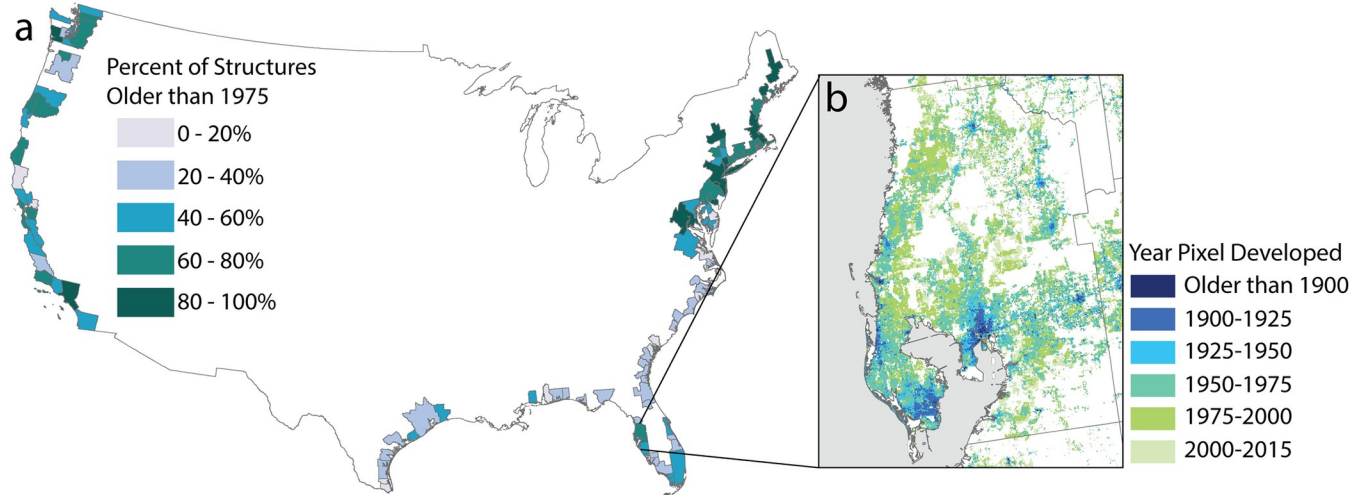 a
Percent of Structures
Older than 1975
0 - 20%
20 - 40%
40 - 60%
60 - 80%
80 - 100%
b
Year Pixel Developed
Older than 1900
1900-1925
1925-1950
1950-1975
1975-2000
2000-2015